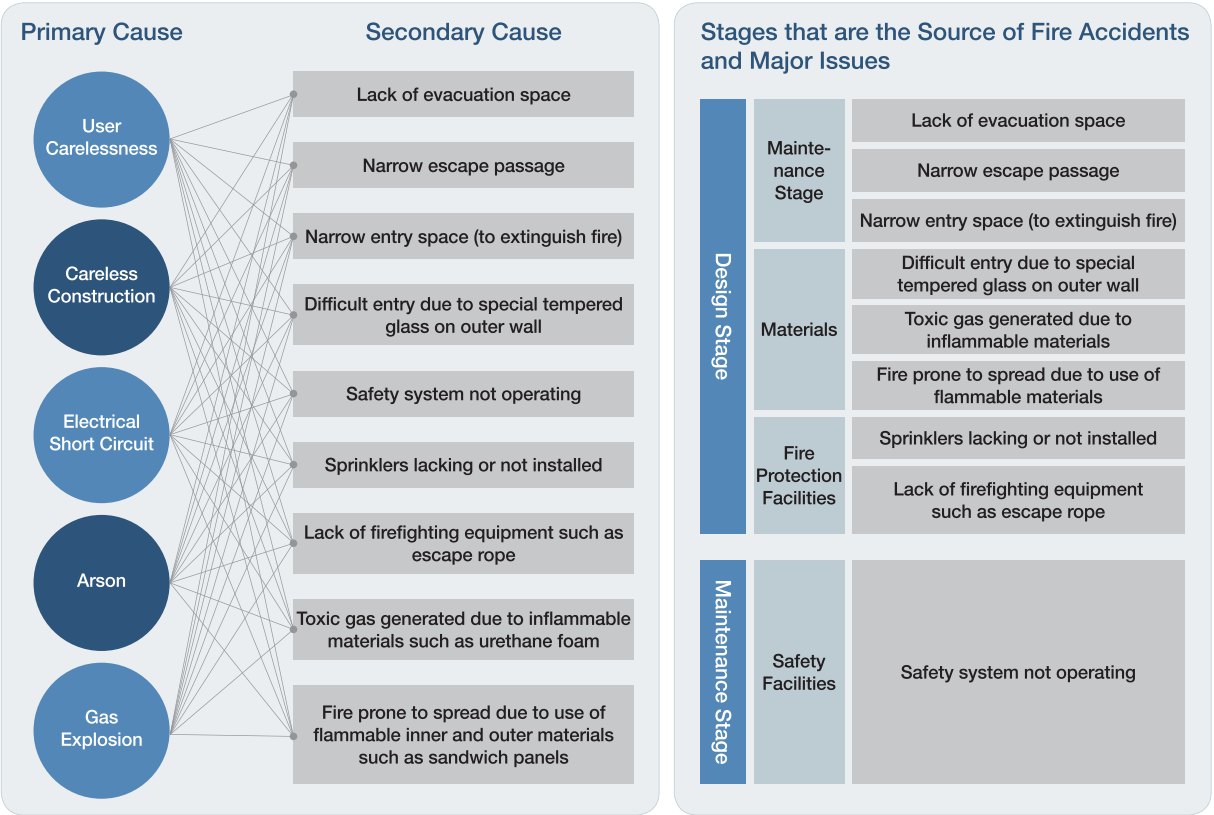 Primary Cause
Secondary Cause
User
Carelessness
Careless
Construction
Electrical
Short Circuit
Arson
Gas
Explosion
Lack of evacuation space
Narrow escape passage
Narrow entry space (to extinguish fire)
Difficult entry due to special tempered
glass on outer wall
Safety system not operating
Sprinklers lacking or not installed
Lack of firefighting equipment such as
escape rope
Toxic gas generated due to inflammable
materials such as urethane foam
Fire prone to spread due to use of
flammable inner and outer materials
such as sandwich panels
Stages that are the Source of Fire Accidents
and Major Issues
Design Stage
Mainte-
nance
Stage
Lack of evacuation space
Narrow escape passage
Narrow entry space (to extinguish fire)
Materials
Difficult entry due to special
tempered glass on outer wall
Toxic gas generated due to
inflammable materials
Fire prone to spread due to use of
flammable materials
Fire
Protection
Facilities
Sprinklers lacking or not installed
Lack of firefighting equipment
such as escape rope
Maintenance Stage
Safety
Facilities
Safety system not operating